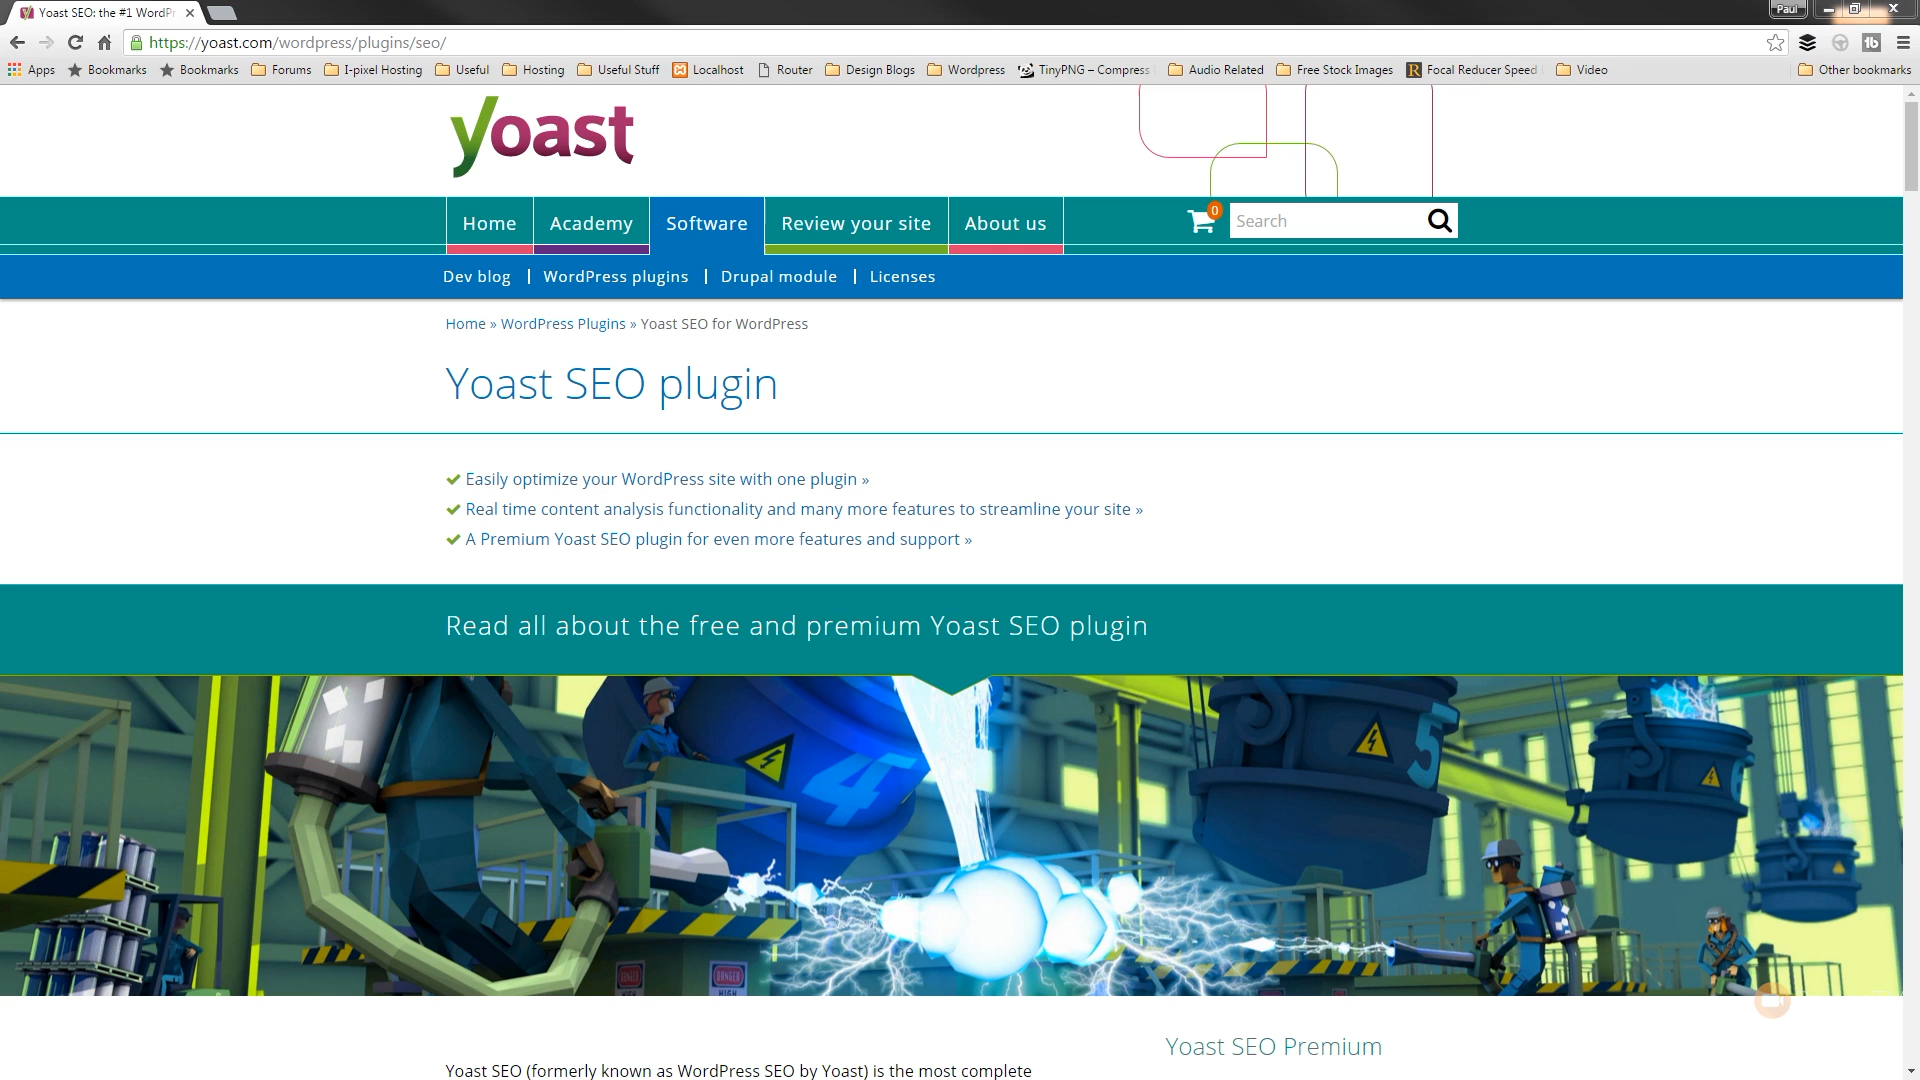 Yoast SEO: the #1 WordPr
Paul
https://yoast.com/wordpress/plugins/seo/
Apps Bookmarks Bookmarks Forums I-pixel Hosting Useful Hosting Useful Stuff Localhost Router Design Blogs Wordpress TinyPNG – Compress Audio Related Free Stock Images Focal Reducer Speed Video Other bookmarks
yoast
Home Academy Software Review your site About us 0 Search
Dev blog | WordPress plugins | Drupal module | Licenses
Home » WordPress Plugins » Yoast SEO for WordPress
Yoast SEO plugin
Easily optimize your WordPress site with one plugin »
Real time content analysis functionality and many more features to streamline your site »
A Premium Yoast SEO plugin for even more features and support »
Read all about the free and premium Yoast SEO plugin
4
5
DANGER DANGER
HIGH
Yoast SEO Premium
Yoast SEO (formerly known as WordPress SEO by Yoast) is the most complete